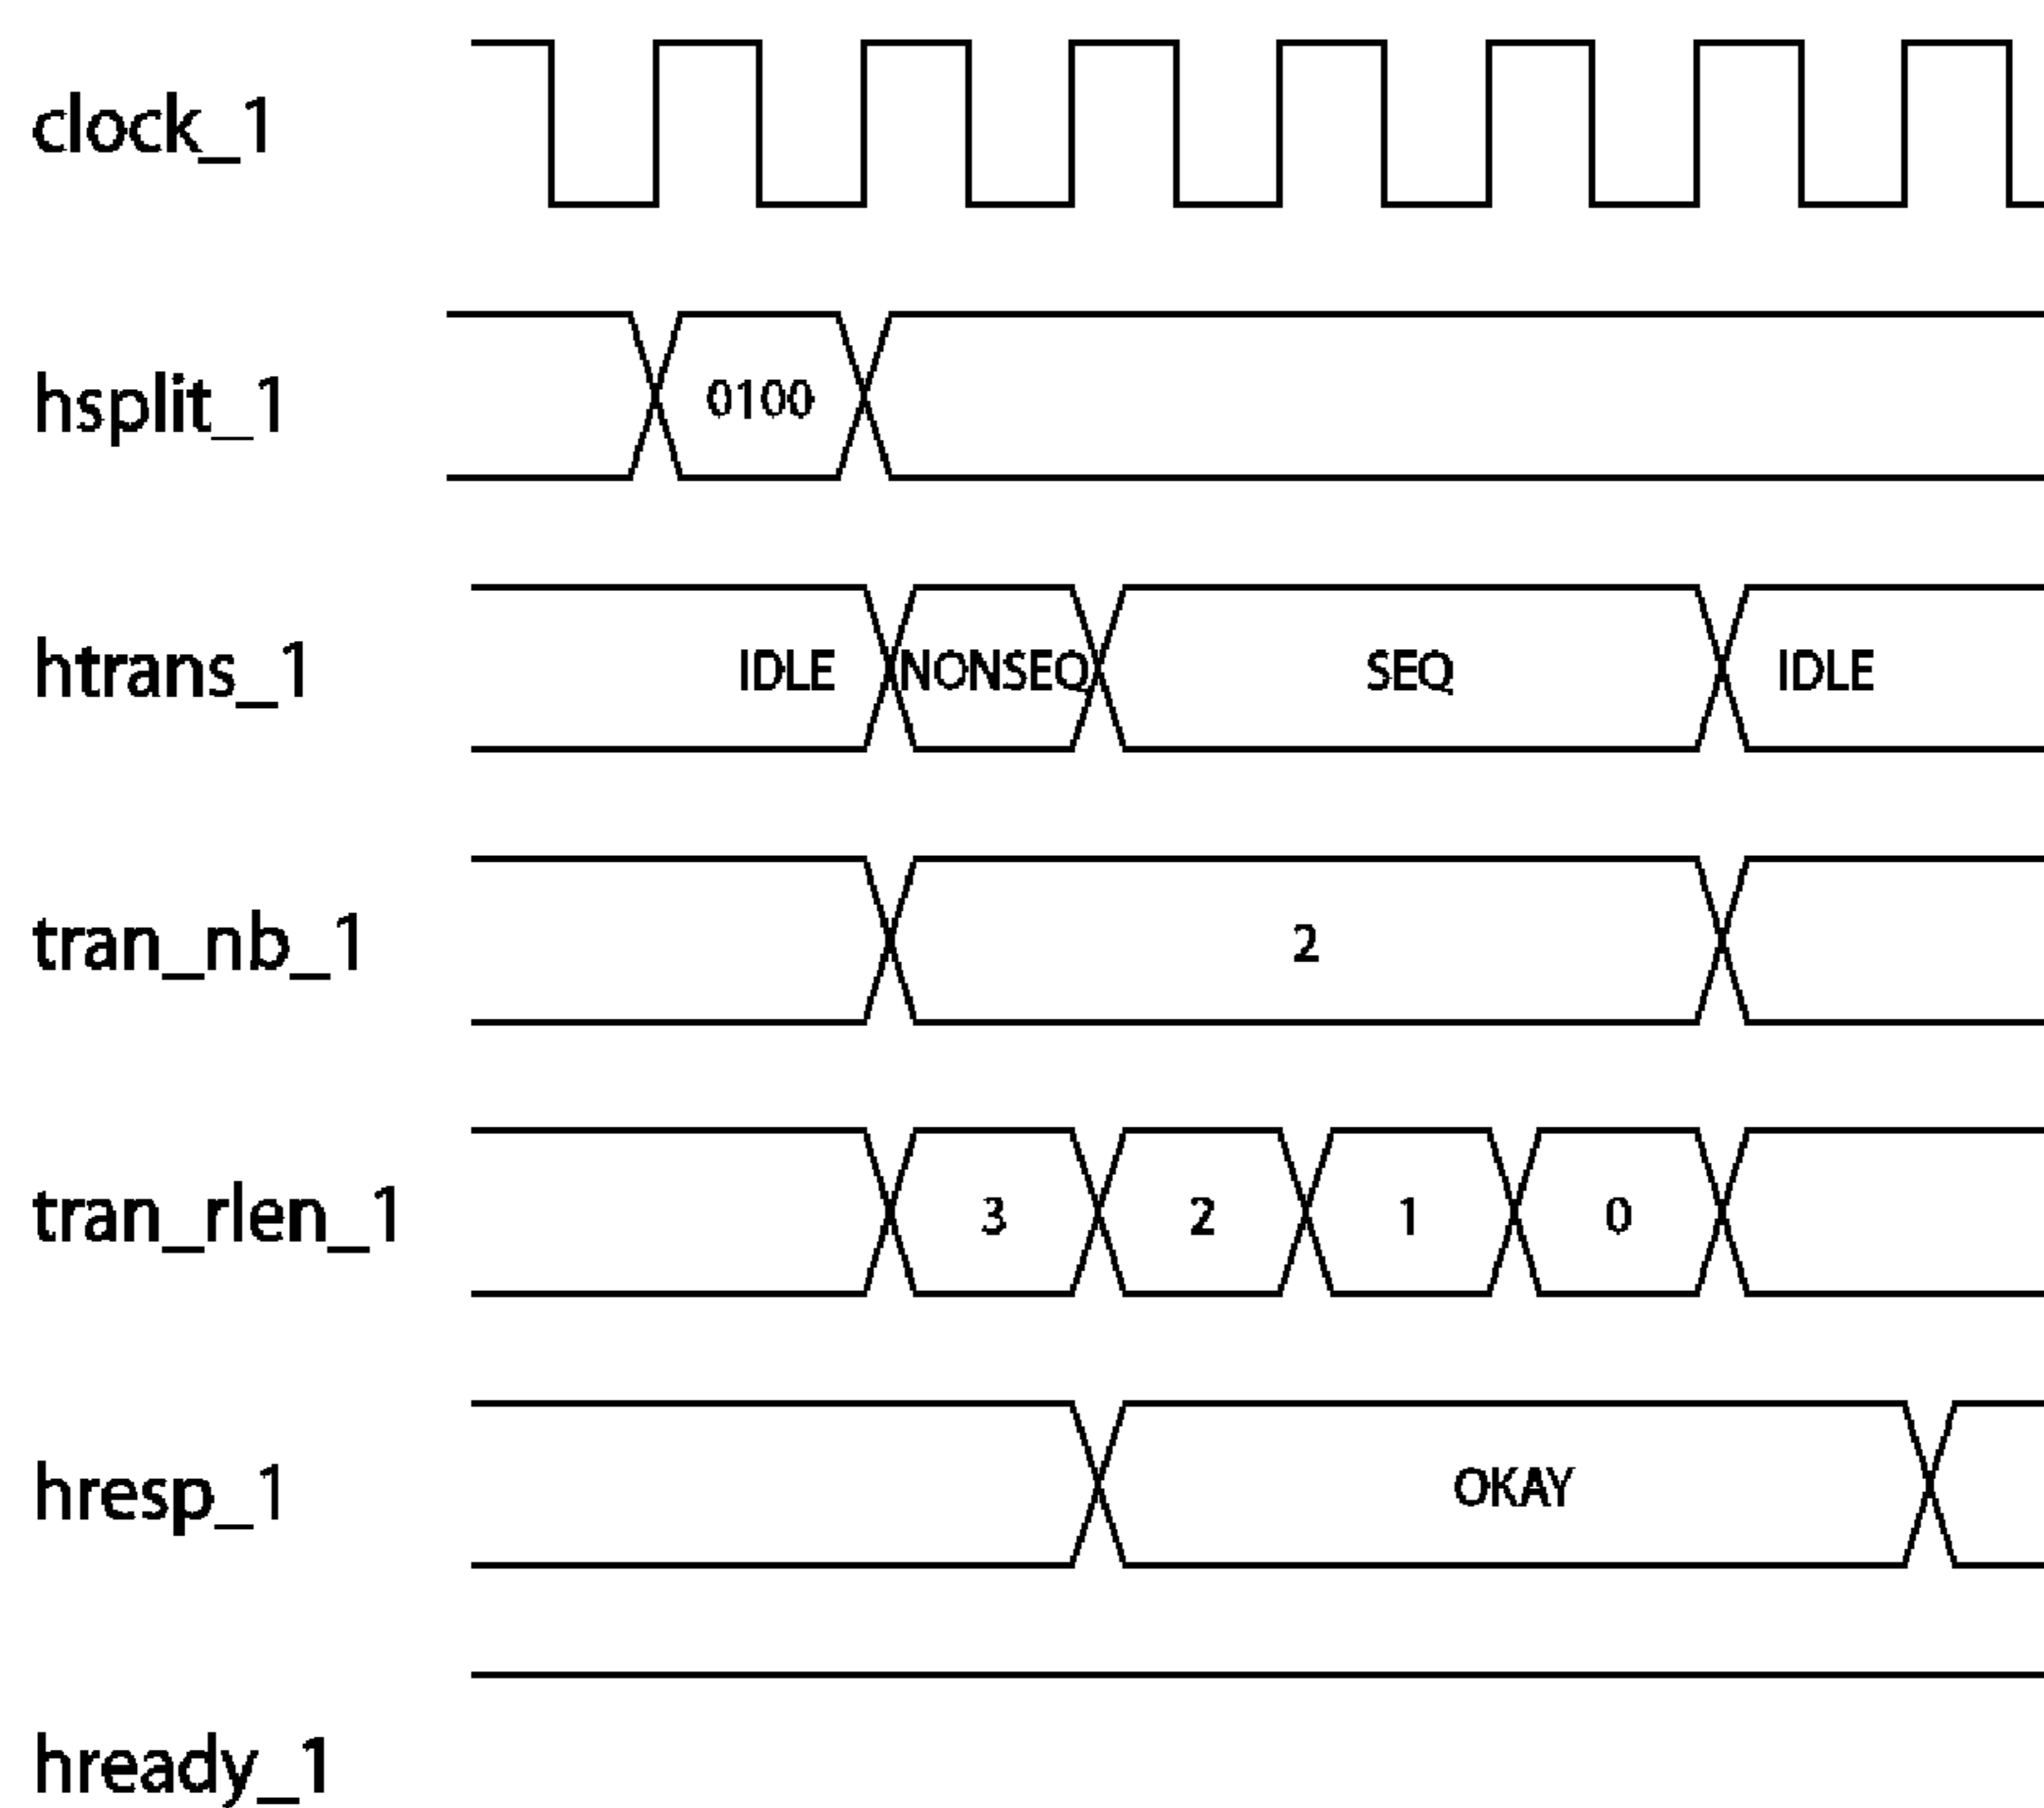 clock_1
hsplit_1 0100
htrans_1 IDLE NONSEQ SEQ IDLE
tran_nb_1 2
tran_rlen_1 3 2 1 0
hresp_1 OKAY
hready_1